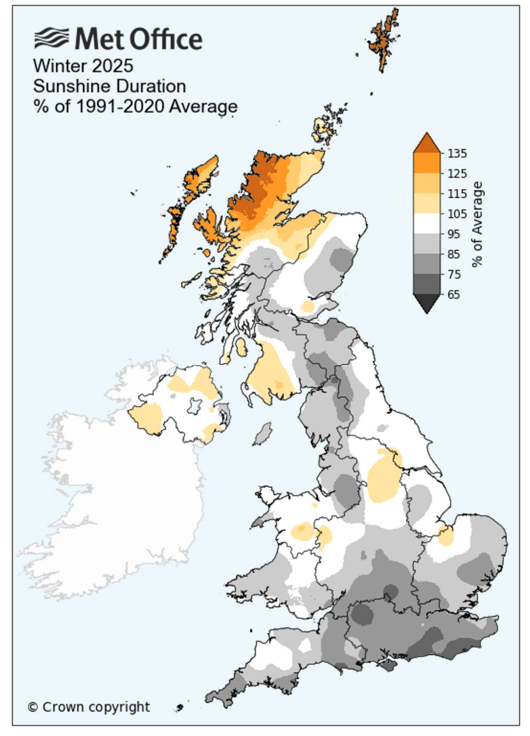 Met Office
Winter 2025
Sunshine Duration
% of 1991-2020 Average
135
125
115
105
95
85
75
65
% of Average
© Crown copyright